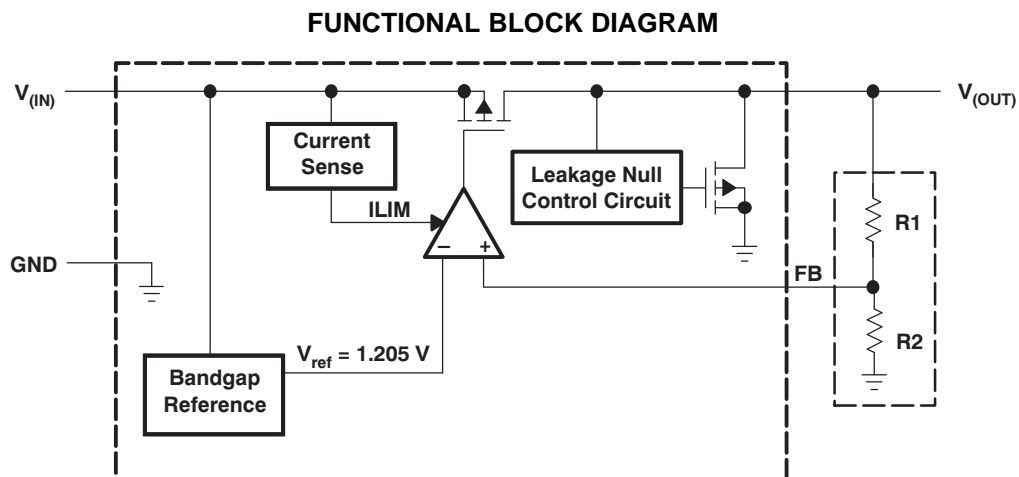 FUNCTIONAL BLOCK DIAGRAM
V(IN)
V(OUT)
Current
Sense
Leakage Null
Control Circuit
ILIM
R1
− +
GND
FB
R2
Vref = 1.205 V
Bandgap
Reference